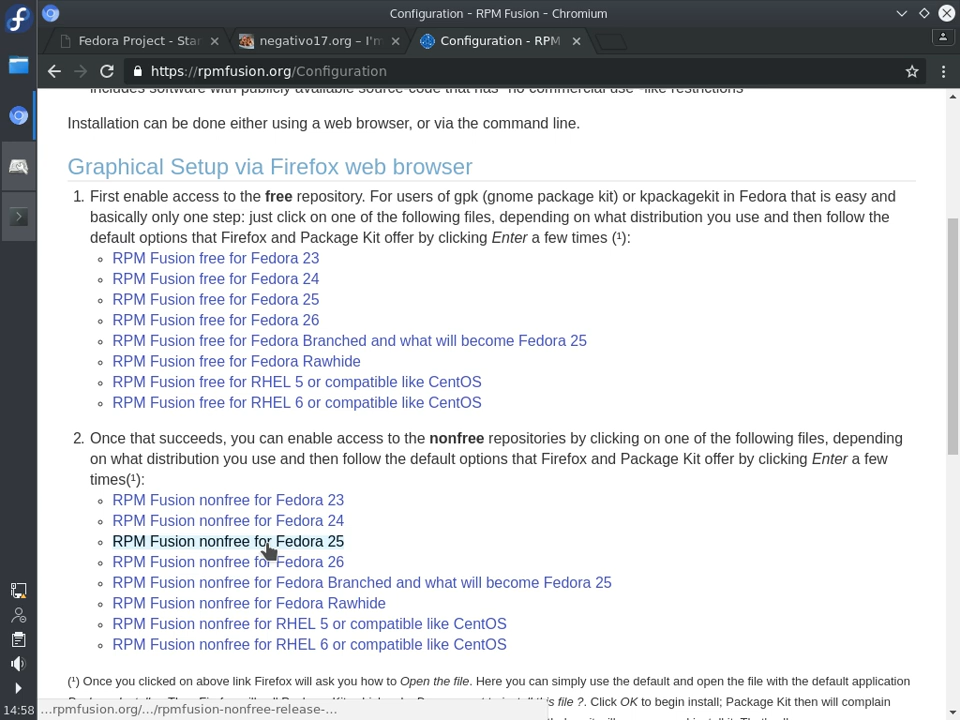 Configuration - RPM Fusion - Chromium
Fedora Project - Star
negativo17.org – I'm
Configuration - RPM
https://rpmfusion.org/Configuration
Installation can be done either using a web browser, or via the command line.
Graphical Setup via Firefox web browser
1. First enable access to the free repository. For users of gpk (gnome package kit) or kpackagekit in Fedora that is easy and
basically only one step: just click on one of the following files, depending on what distribution you use and then follow the
default options that Firefox and Package Kit offer by clicking Enter a few times (¹):
RPM Fusion free for Fedora 23
RPM Fusion free for Fedora 24
RPM Fusion free for Fedora 25
RPM Fusion free for Fedora 26
RPM Fusion free for Fedora Branched and what will become Fedora 25
RPM Fusion free for Fedora Rawhide
RPM Fusion free for RHEL 5 or compatible like CentOS
RPM Fusion free for RHEL 6 or compatible like CentOS
2. Once that succeeds, you can enable access to the nonfree repositories by clicking on one of the following files, depending
on what distribution you use and then follow the default options that Firefox and Package Kit offer by clicking Enter a few
times(¹):
RPM Fusion nonfree for Fedora 23
RPM Fusion nonfree for Fedora 24
RPM Fusion nonfree for Fedora 25
RPM Fusion nonfree for Fedora 26
RPM Fusion nonfree for Fedora Branched and what will become Fedora 25
RPM Fusion nonfree for Fedora Rawhide
RPM Fusion nonfree for RHEL 5 or compatible like CentOS
RPM Fusion nonfree for RHEL 6 or compatible like CentOS
(¹) Once you clicked on above link Firefox will ask you how to Open the file. Here you can simply use the default and open the file with the default application
this file ?. Click OK to begin install; Package Kit then will complain
...rpmfusion.org/.../rpmfusion-nonfree-release-...
14:58